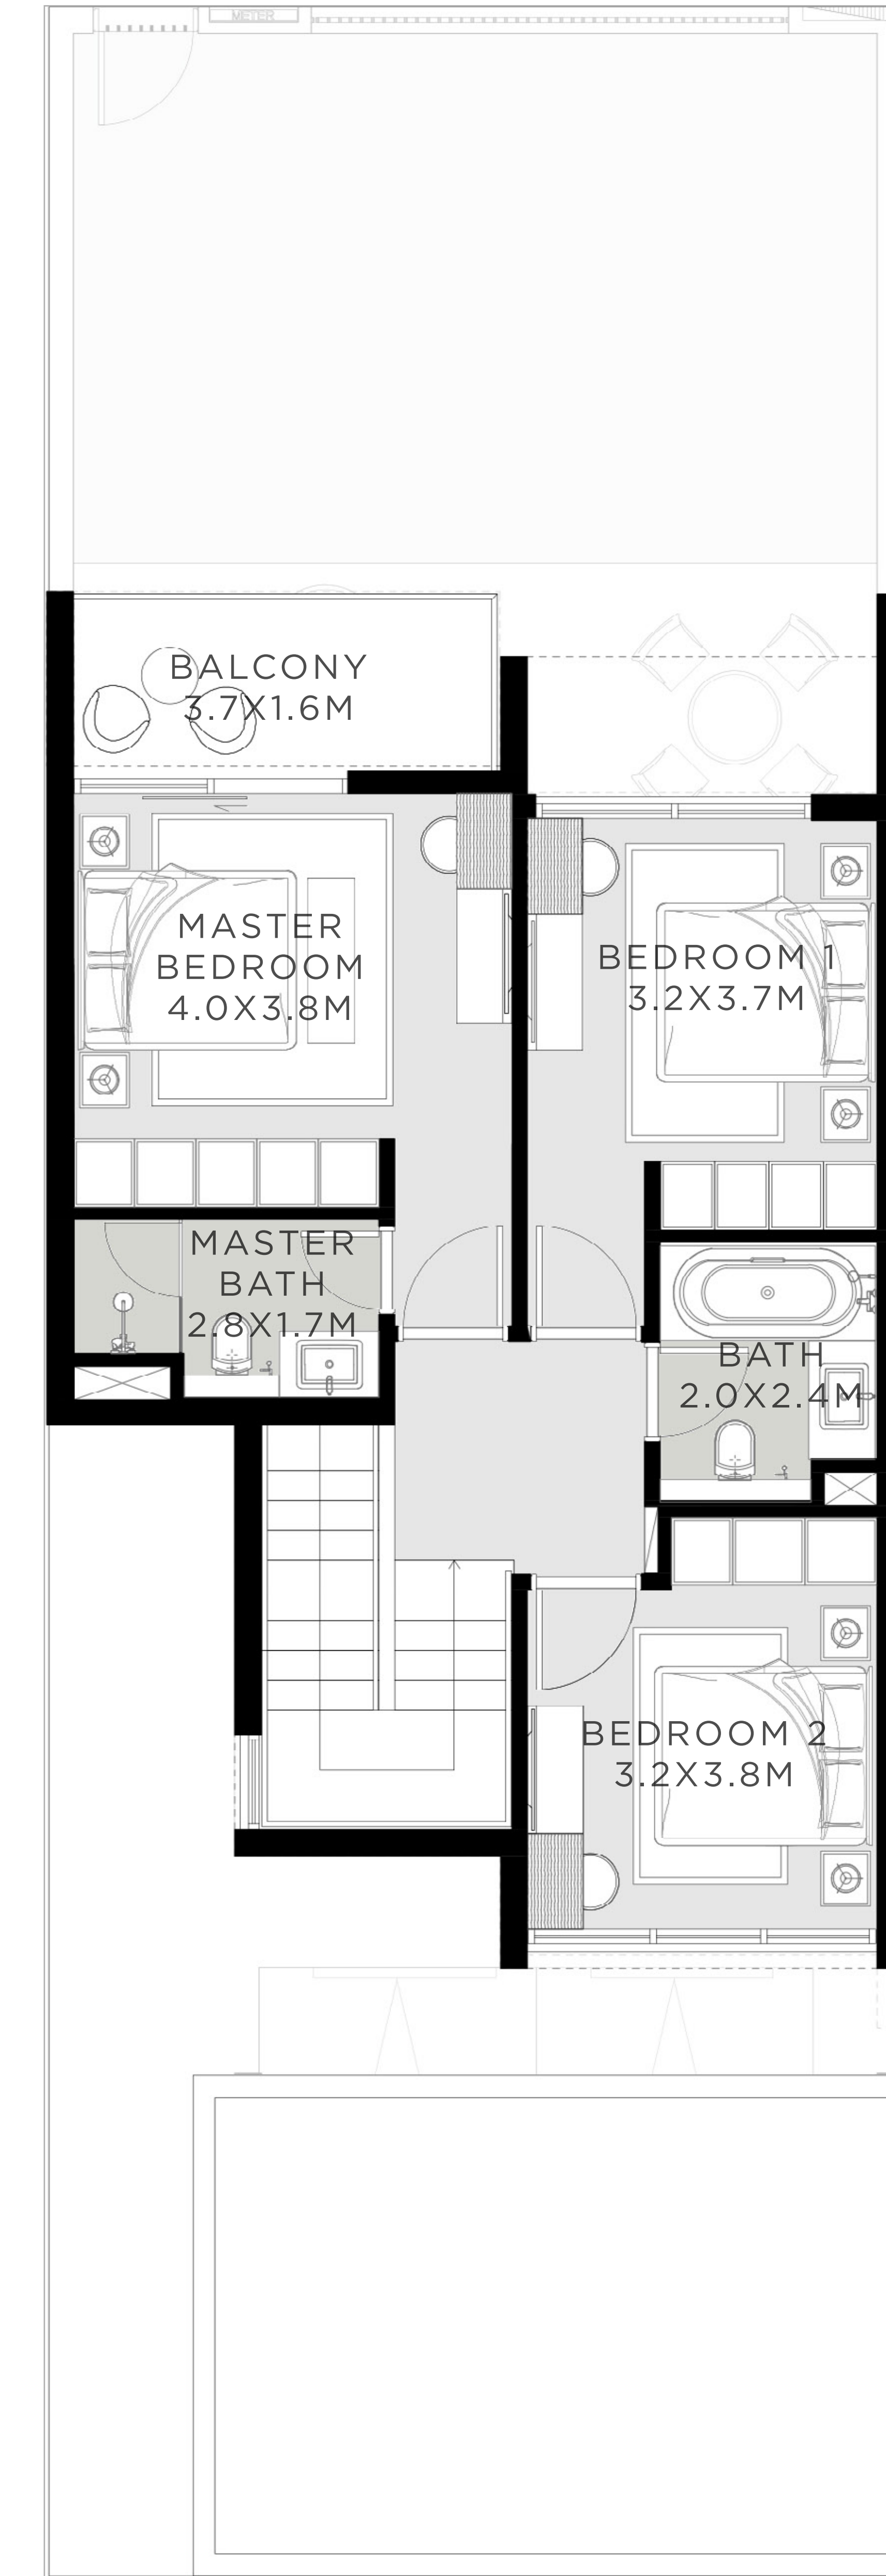 METER
BALCONY
3.7X1.6M
MASTER
BEDROOM
4.0X3.8M
BEDROOM 1
3.2X3.7M
MASTER
BATH
2.8X1.7M
BATH
2.0X2.4M
BEDROOM 2
3.2X3.8M